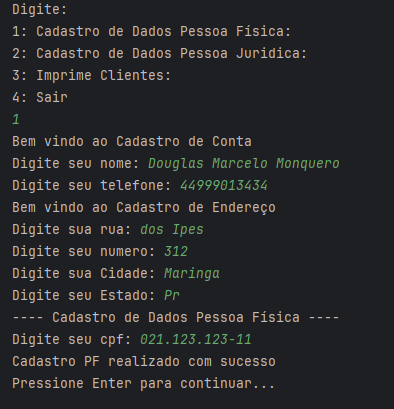 Digite:
1: Cadastro de Dados Pessoa Física:
2: Cadastro de Dados Pessoa Juridica:
3: Imprime Clientes:
4: Sair
1
Bem vindo ao Cadastro de Conta
Digite seu nome: Douglas Marcelo Monquero
Digite seu telefone: 44999013434
Bem vindo ao Cadastro de Endereço
Digite sua rua: dos Ipes
Digite seu numero: 312
Digite sua Cidade: Maringa
Digite seu Estado: Pr
---- Cadastro de Dados Pessoa Física ----
Digite seu cpf: 021.123.123-11
Cadastro PF realizado com sucesso
Pressione Enter para continuar...